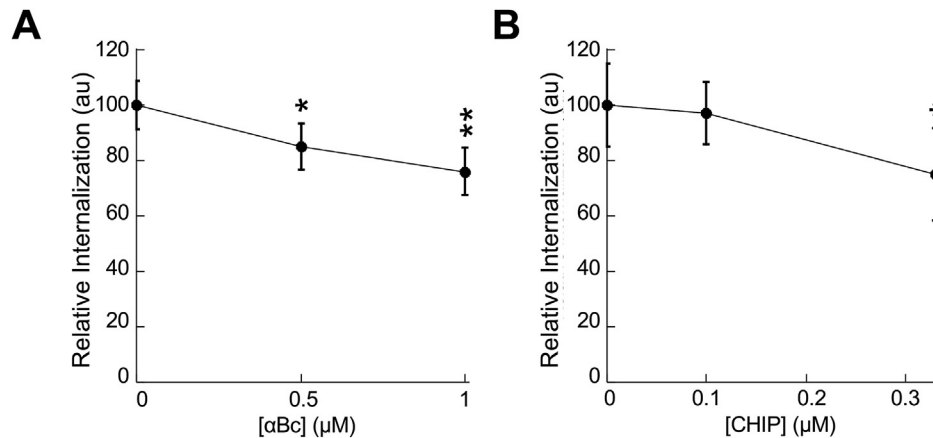 A
Relative Internalization (au)
120
100
80
60
40
20
0
*
**
0 0.5 1
[αBc] (μM)
B
Relative Internalization (au)
120
100
80
60
40
20
0
0 0.1 0.2 0.3
[CHIP] (μM)